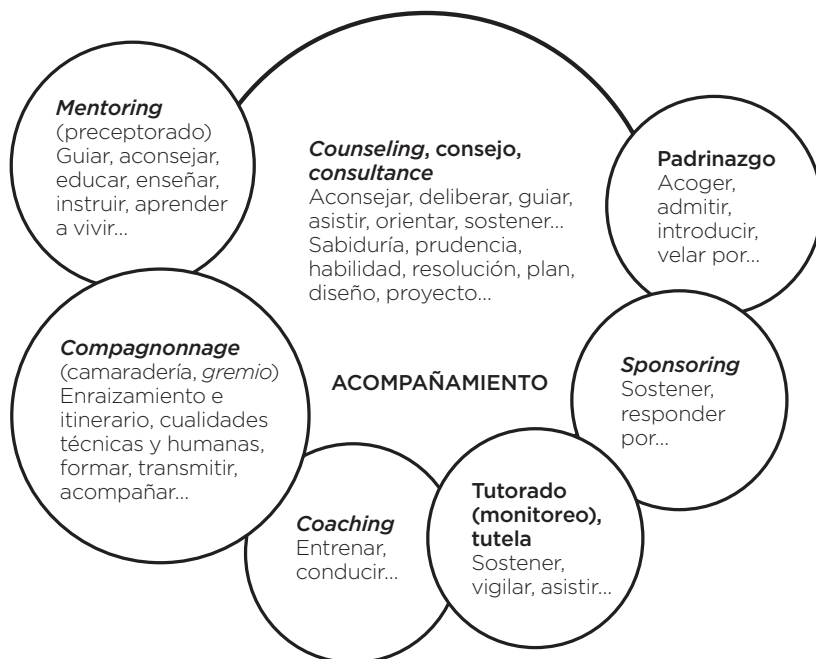 Mentoring
(preceptorado)
Guiar, aconsejar,
educar, enseñar,
instruir, aprender
a vivir...
Counseling, consejo,
consultance
Aconsejar, deliberar, guiar,
asistir, orientar, sostener...
Sabiduría, prudencia,
habilidad, resolución, plan,
diseño, proyecto...
Padrinazgo
Acoger,
admitir,
introducir,
velar por...
Compagnonnage
(camaradería, gremio)
Enraizamiento e
itinerario, cualidades
técnicas y humanas,
formar, transmitir,
acompañar...
ACOMPAÑAMIENTO
Sponsoring
Sostener,
responder
por...
Coaching
Entrenar,
conducir...
Tutorado
(monitoreo),
tutela
Sostener,
vigilar, asistir...